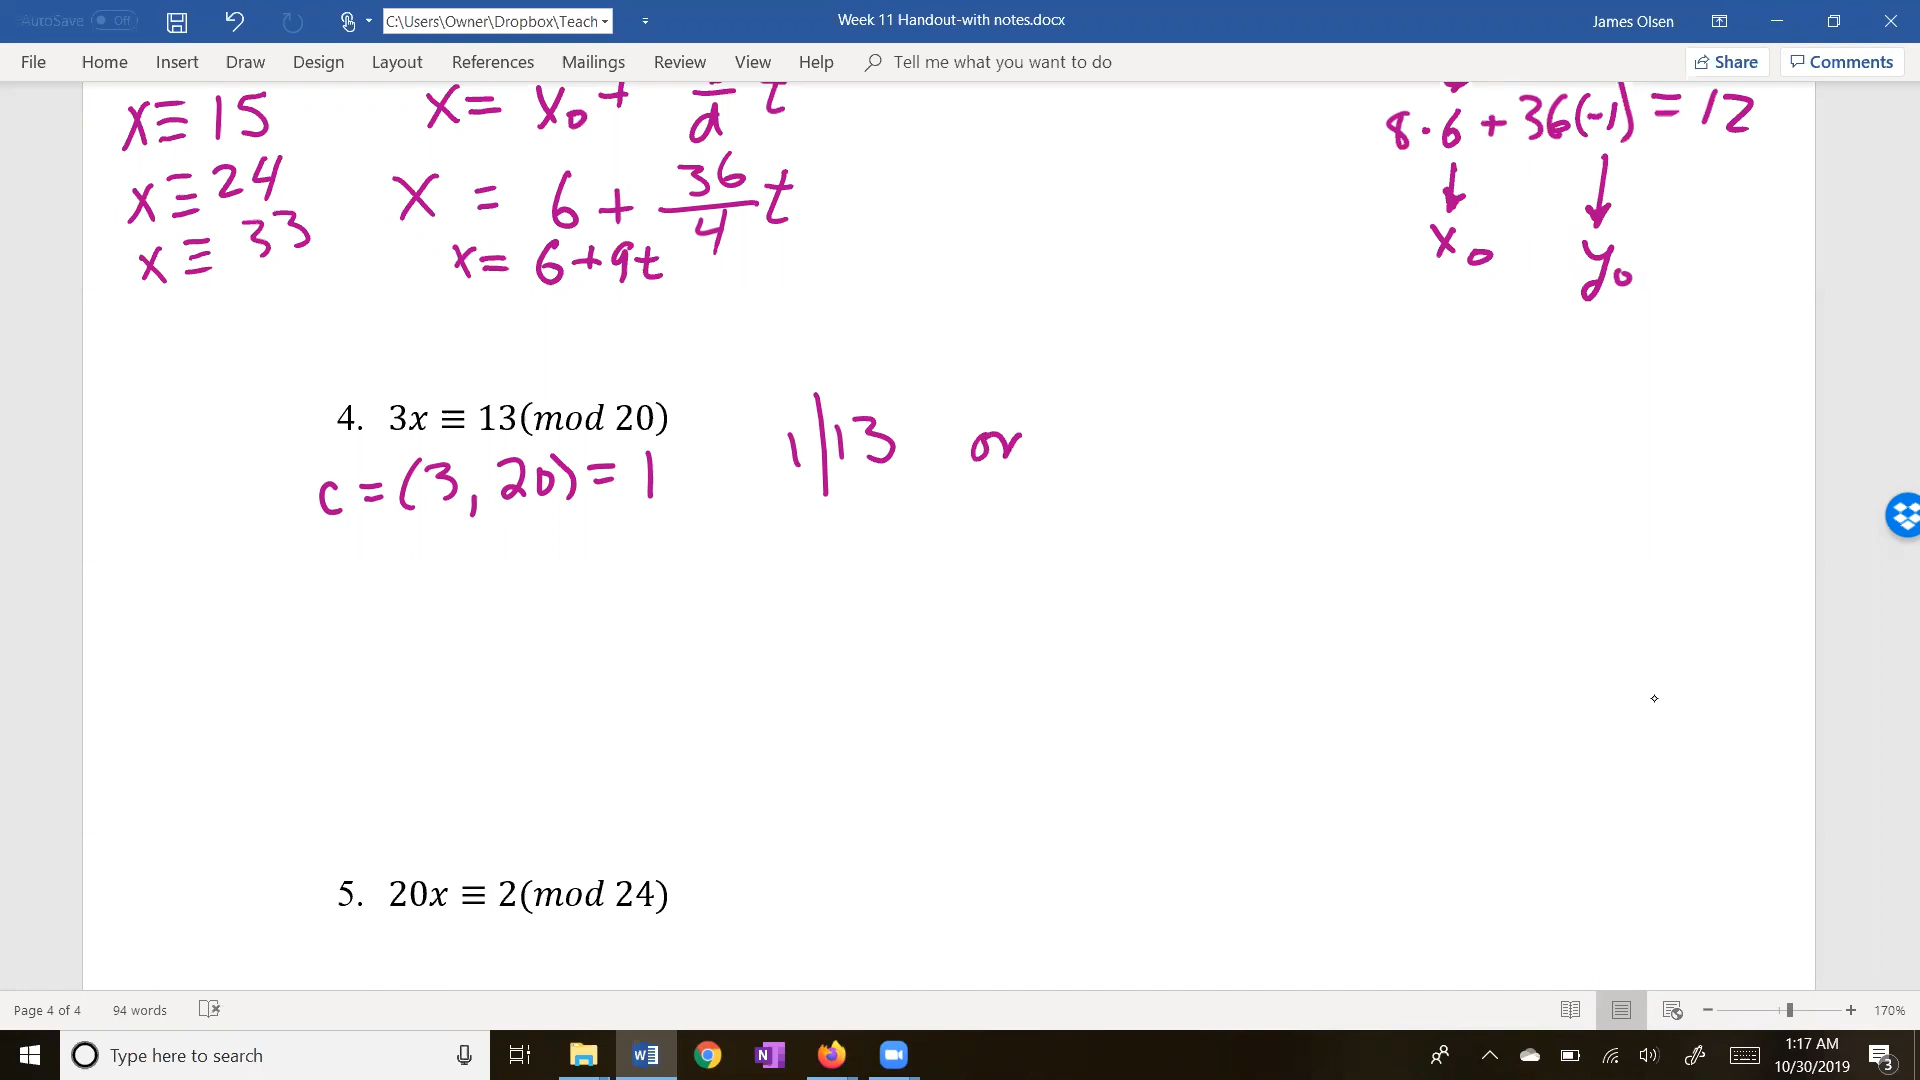 AutoSave Off C:\Users\Owner\Dropbox\Teach Week 11 Handout-with notes.docx James Olsen
File Home Insert Draw Design Layout References Mailings Review View Help Tell me what you want to do Share Comments
x ≡ 15
x = x₀ + /d t
8·6 + 36(-1) = 12
x ≡ 24
x = 6 + 36/4 t
x ≡ 33
x = 6+9t
x₀ y₀
4. 3x ≡ 13(mod 20)
1|13 or
c = (3, 20) = 1
5. 20x ≡ 2(mod 24)
Page 4 of 4 94 words 170%
Type here to search
1:17 AM
10/30/2019
3